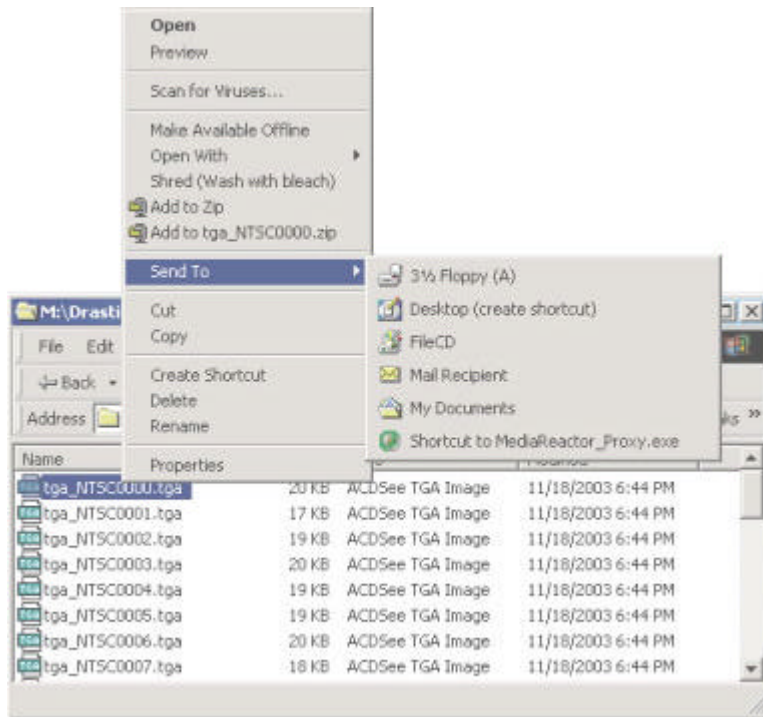 Open
Preview
Scan for Viruses...
Make Available Offline
Open With
Shred (Wash with bleach)
Add to Zip
Add to tga_NTSC0000.zip
Send To
Cut
Copy
Create Shortcut
Delete
Rename
Properties
3½ Floppy (A)
Desktop (create shortcut)
FileCD
Mail Recipient
My Documents
Shortcut to MediaReactor_Proxy.exe
M:\Drasti
File Edit
Back
Address
Name
tga_NTSC0000.tga 20 KB ACDSee TGA Image 11/18/2003 6:44 PM
tga_NTSC0001.tga 17 KB ACDSee TGA Image 11/18/2003 6:44 PM
tga_NTSC0002.tga 19 KB ACDSee TGA Image 11/18/2003 6:44 PM
tga_NTSC0003.tga 20 KB ACDSee TGA Image 11/18/2003 6:44 PM
tga_NTSC0004.tga 19 KB ACDSee TGA Image 11/18/2003 6:44 PM
tga_NTSC0005.tga 19 KB ACDSee TGA Image 11/18/2003 6:44 PM
tga_NTSC0006.tga 20 KB ACDSee TGA Image 11/18/2003 6:44 PM
tga_NTSC0007.tga 18 KB ACDSee TGA Image 11/18/2003 6:44 PM